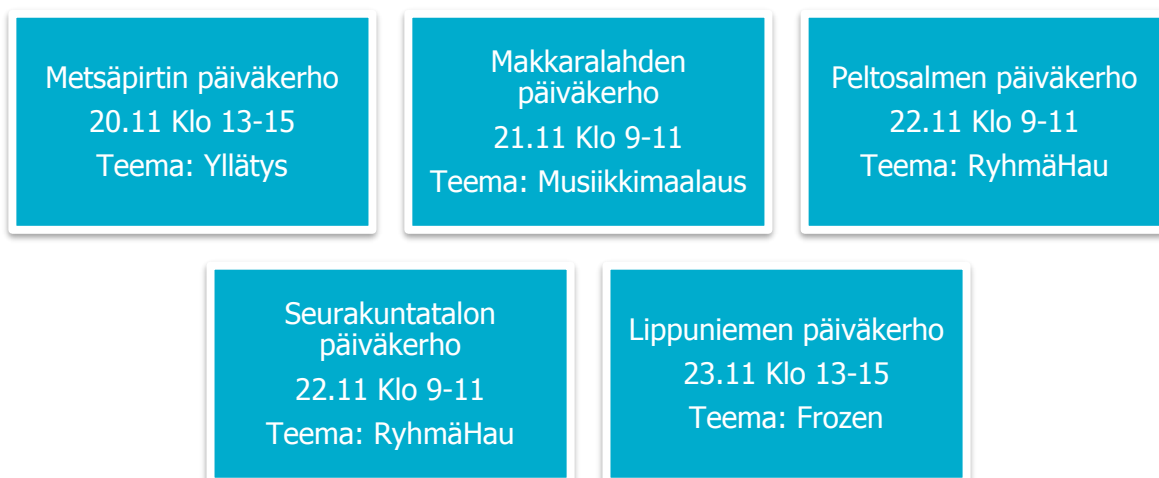 Metsäpirtin päiväkerho
20.11 Klo 13-15
Teema: Yllätys
Makkaralahden
päiväkerho
21.11 Klo 9-11
Teema: Musiikkimaalaus
Peltosalmen päiväkerho
22.11 Klo 9-11
Teema: RyhmäHau
Seurakuntatalon
päiväkerho
22.11 Klo 9-11
Teema: RyhmäHau
Lippuniemen päiväkerho
23.11 Klo 13-15
Teema: Frozen